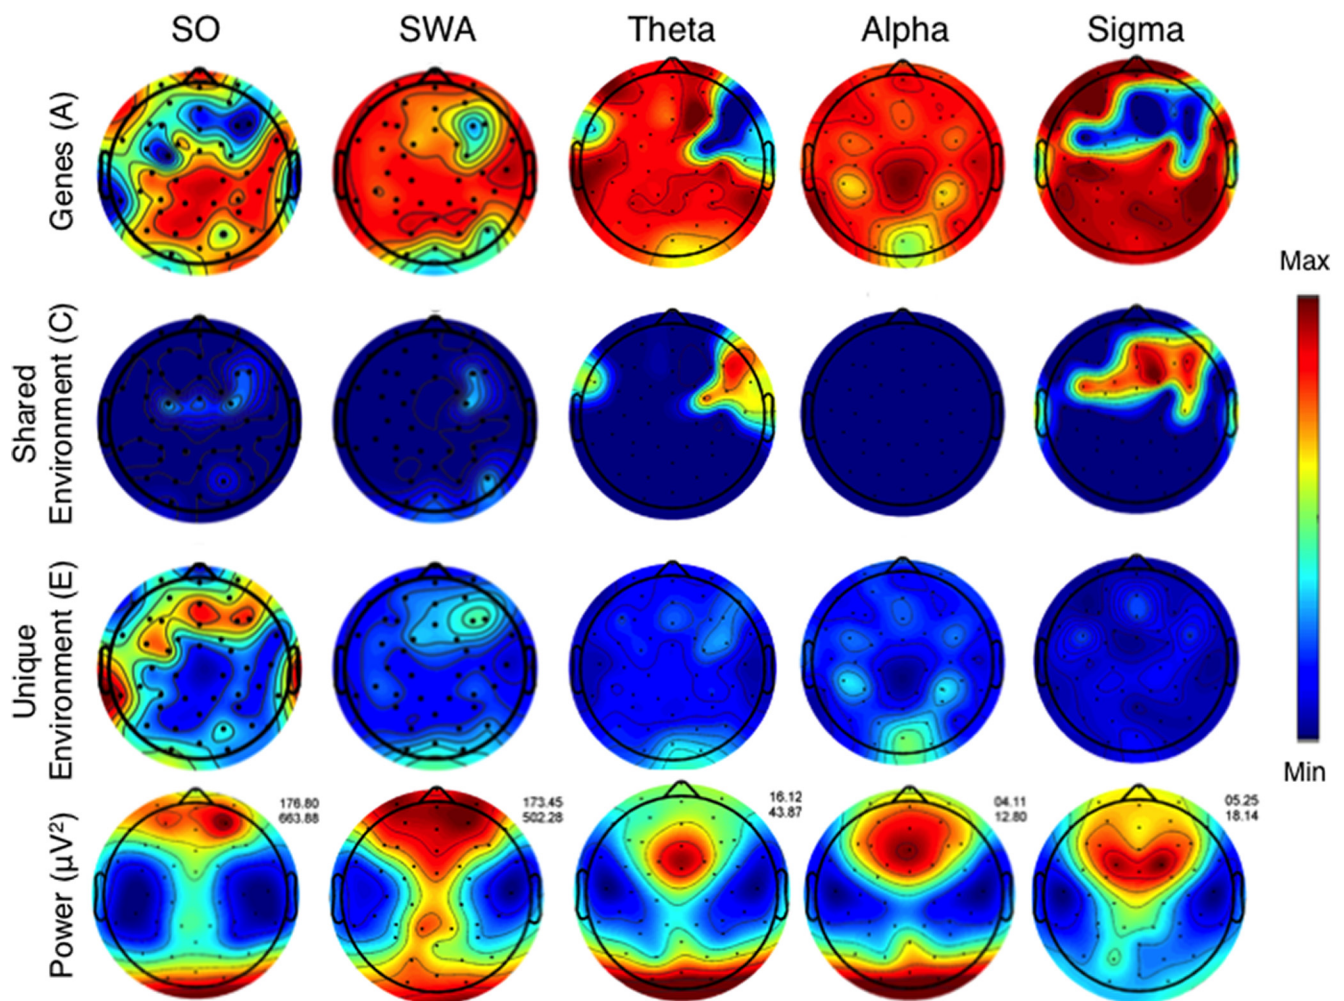 SO SWA Theta Alpha Sigma
Genes (A)
Shared
Environment (C)
Unique
Environment (E)
Power (µV²)
Max
Min
176.80
663.88
173.45
502.28
16.12
43.87
04.11
12.80
05.25
18.14